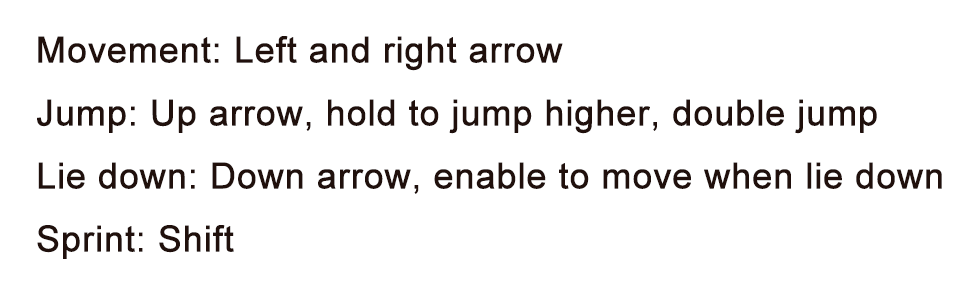 Movement: Left and right arrow
Jump: Up arrow, hold to jump higher, double jump
Lie down: Down arrow, enable to move when lie down
Sprint: Shift